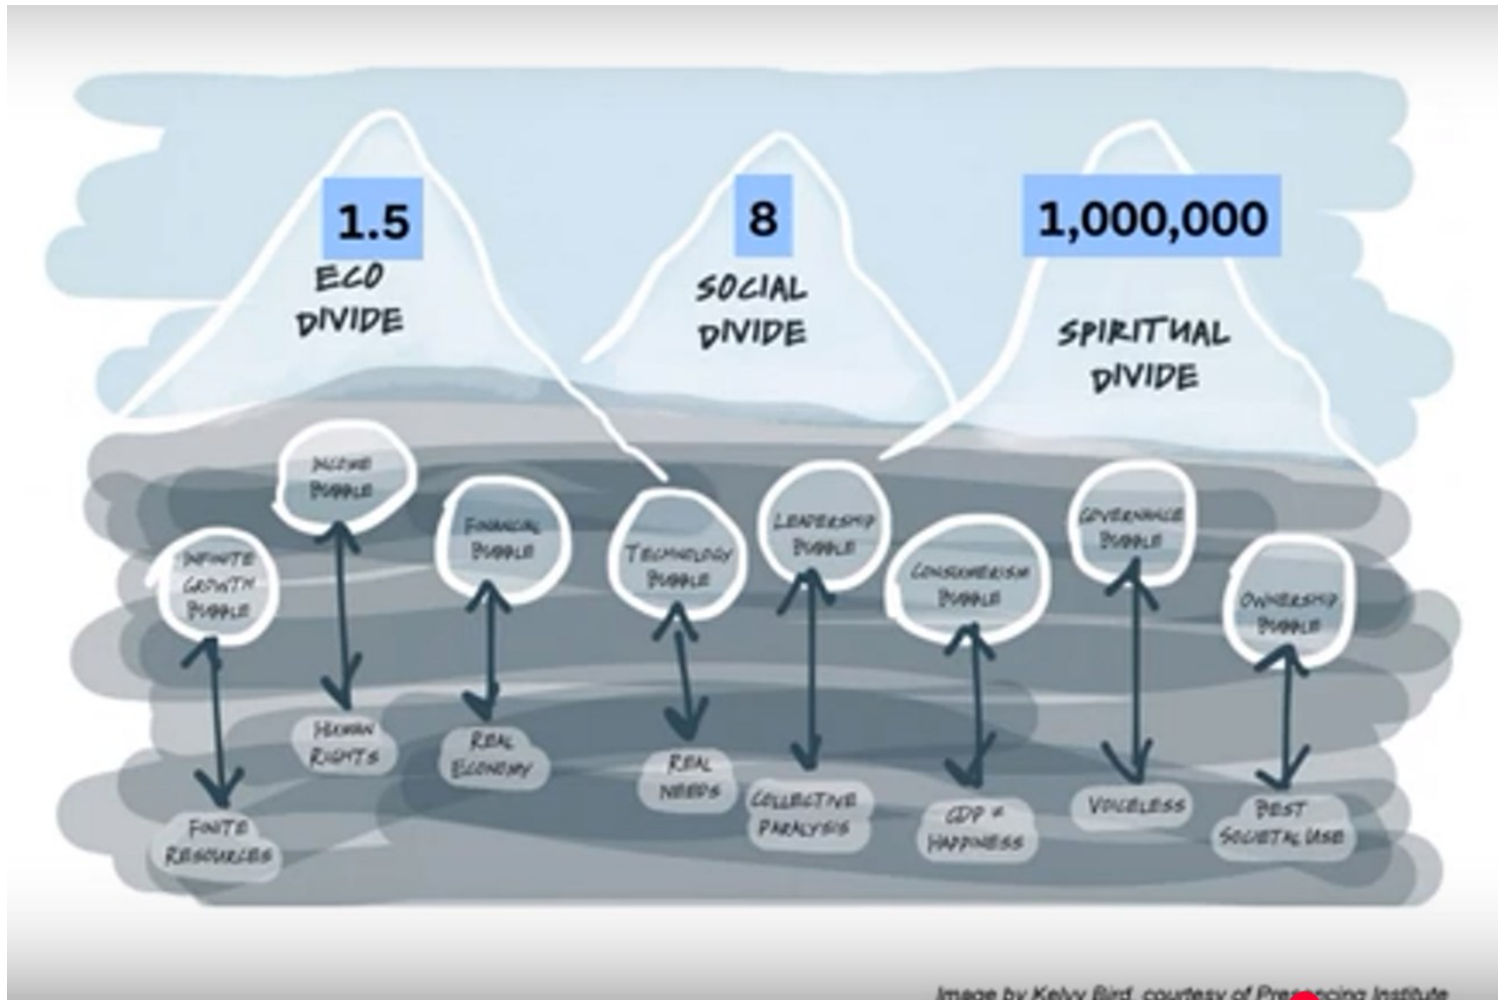 1.5
8
1,000,000
ECO
DIVIDE
SOCIAL
DIVIDE
SPIRITUAL
DIVIDE
INFINITE
GROWTH
BUBBLE
INCOME
BUBBLE
FINANCIAL
BUBBLE
TECHNOLOGY
BUBBLE
LEADERSHIP
BUBBLE
CONSUMERISM
BUBBLE
GOVERNANCE
BUBBLE
OWNERSHIP
BUBBLE
FINITE
RESOURCES
HUMAN
RIGHTS
REAL
ECONOMY
REAL
NEEDS
COLLECTIVE
PARALYSIS
GDP ≠
HAPPINESS
VOICELESS
BEST
SOCIETAL USE
Image by Kelvy Bird, courtesy of Presencing Institute